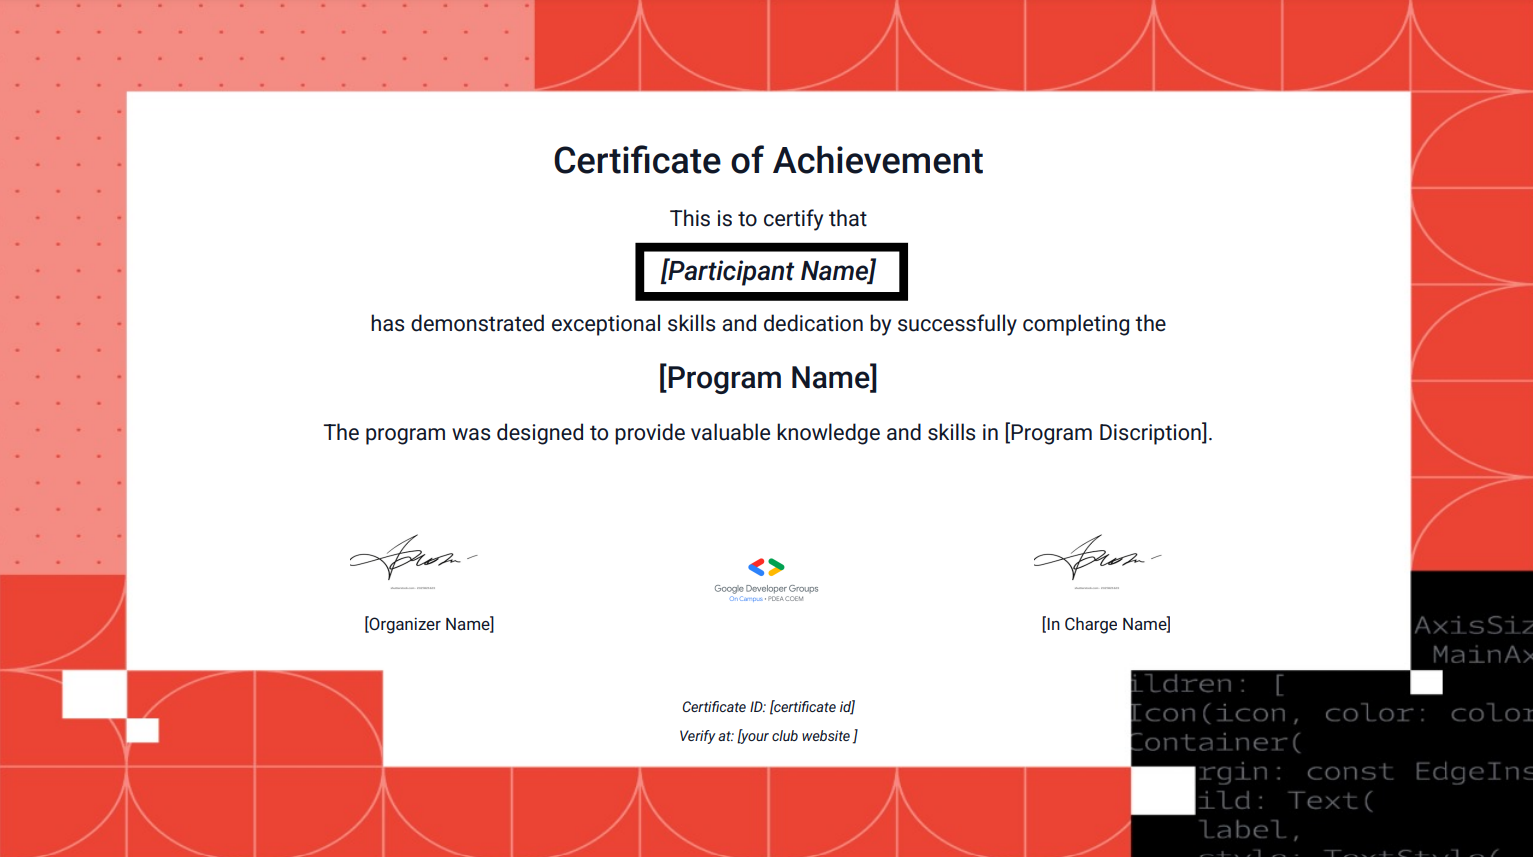 Certificate of Achievement
This is to certify that
[Participant Name]
has demonstrated exceptional skills and dedication by successfully completing the
[Program Name]
The program was designed to provide valuable knowledge and skills in [Program Discription].
Google Developer Groups
On Campus • PDEA COEM
[Organizer Name]
[In Charge Name]
Certificate ID: [certificate id]
Verify at: [your club website ]
AxisSiz
MainAx
ildren: [
Icon(icon, color: color
Container(
rgin: const EdgeIns
ild: Text(
label,
style: TextStyle(